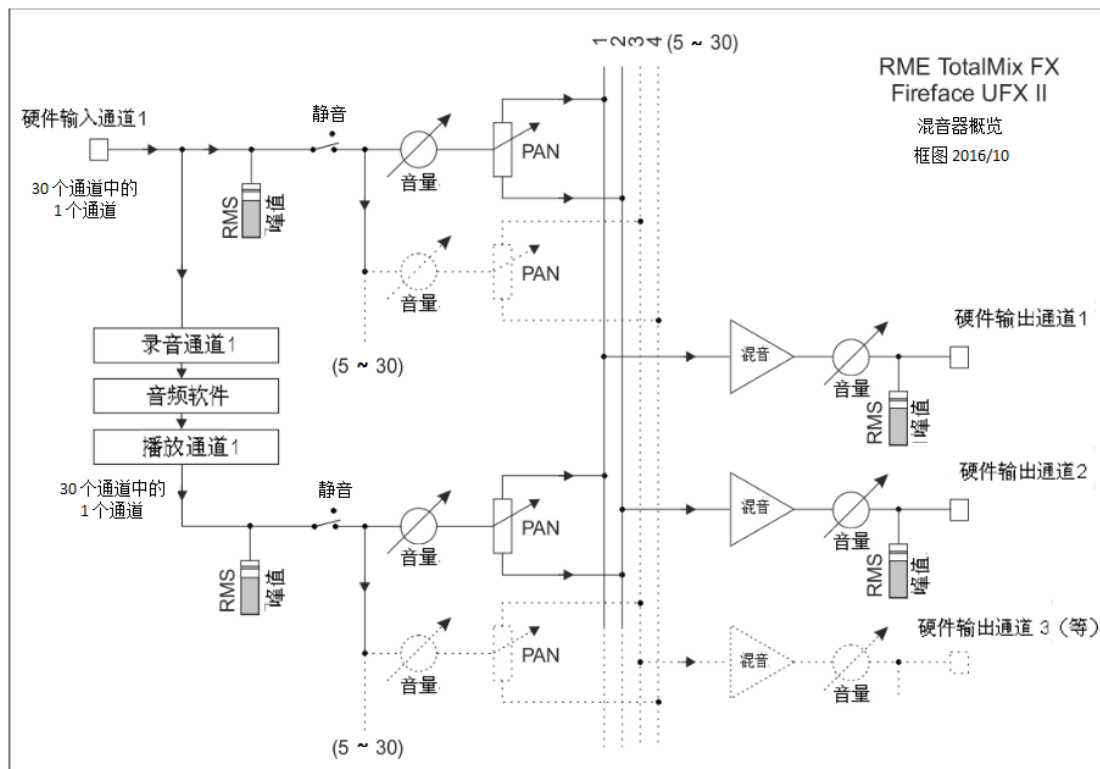 1 2 3 4 (5 ~ 30)
RME TotalMix FX
Fireface UFX II
混音器概览
框图 2016/10
硬件输入通道1
30 个通道中的
1 个通道
静音
RMS
峰值
音量
PAN
音量
PAN
(5 ~ 30)
录音通道1
音频软件
播放通道1
30 个通道中的
1 个通道
静音
RMS
峰值
音量
PAN
音量
PAN
(5 ~ 30)
混音
音量
硬件输出通道1
RMS
峰值
混音
音量
硬件输出通道2
RMS
峰值
混音
音量
硬件输出通道 3（等）